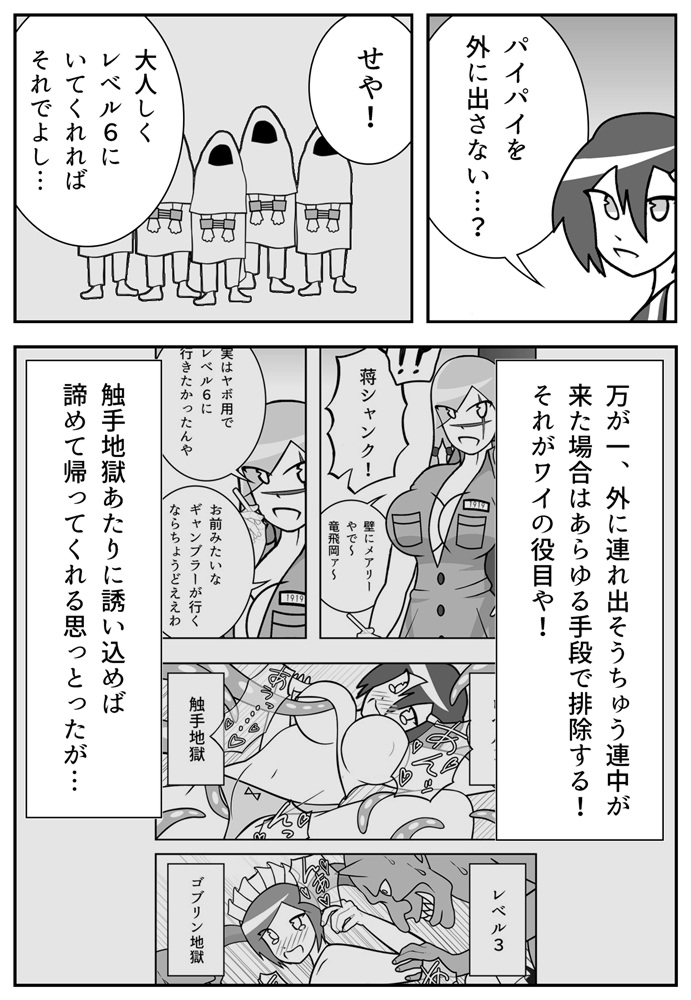 パイパイを
外に出さない…？
せや！
大人しく
レベル６に
いてくれれば
それでよし…
万が一、外に連れ出そうちゅう連中が
来た場合はあらゆる手段で排除する！
それがワイの役目や！
!?
蒋シャンク！
1919
壁にメアリー
やで〜
竜飛岡ァ〜
実はヤボ用で
レベル６に
行きたかったんや
お前みたいな
ギャンブラーが行く
ならちょうどええわ
1919
触手地獄あたりに誘い込めば
諦めて帰ってくれる思っとったが…
触手地獄
レベル３
ゴブリン地獄